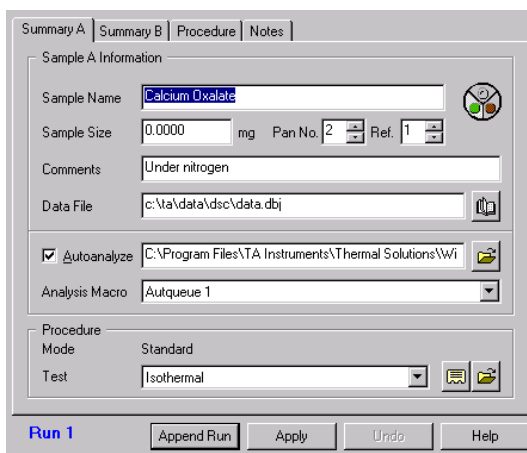 Summary A Summary B Procedure Notes
Sample A Information
Sample Name Calcium Oxalate
Sample Size 0.0000 mg Pan No. 2 Ref. 1
Comments Under nitrogen
Data File c:\ta\data\dsc\data.dbj
Autoanalyze C:\Program Files\TA Instruments\Thermal Solutions\Wi
Analysis Macro Autqueue 1
Procedure
Mode Standard
Test Isothermal
Run 1 Append Run Apply Undo Help